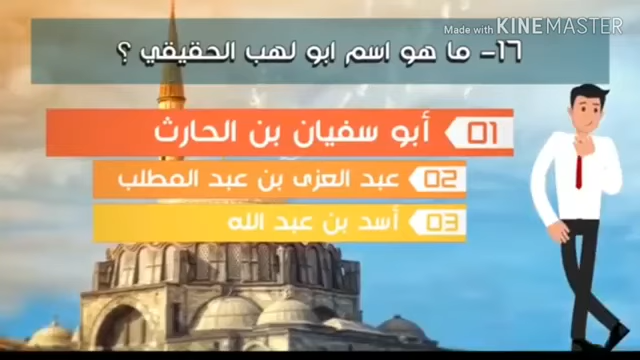 Made with KINEMASTER
١٦- ما هو اسم ابو لهب الحقيقي ؟
01 أبو سفيان بن الحارث
02 عبد العزى بن عبد المطلب
03 أسد بن عبد الله